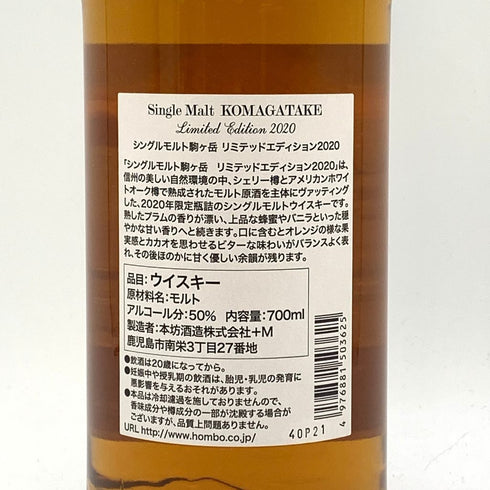 Single Malt KOMAGATAKE
Limited Edition 2020
シングルモルト駒ヶ岳 リミテッドエディション2020
「シングルモルト駒ヶ岳 リミテッドエディション2020」は、
信州の美しい自然環境の中、シェリー樽とアメリカンホワイ
トオーク樽で熟成されたモルト原酒を主体にヴァッティング
した、2020年限定瓶詰のシングルモルトウイスキーです。
熟したプラムの香りが漂い、上品な蜂蜜やバニラといった穏
やかな甘い香りへと続きます。口に含むとオレンジの様な果
実感とカカオを思わせるビターな味わいがバランスよく表
れ、その後ほのかに甘く優しい余韻が残ります。
品目:ウイスキー
原材料名:モルト
アルコール分:50% 内容量:700ml
製造者:本坊酒造株式会社+M
鹿児島市南栄3丁目27番地
●飲酒は20歳になってから。
●妊娠中や授乳期の飲酒は、胎児・乳児の発育に
悪影響を与えるおそれがあります。
●本品は冷却濾過を施しておりませんので、
香味成分や樽成分の一部が沈殿する場合が
ございますが、品質上問題ありません。
URL http://www.hombo.co.jp/
4 976881 503625
40P21